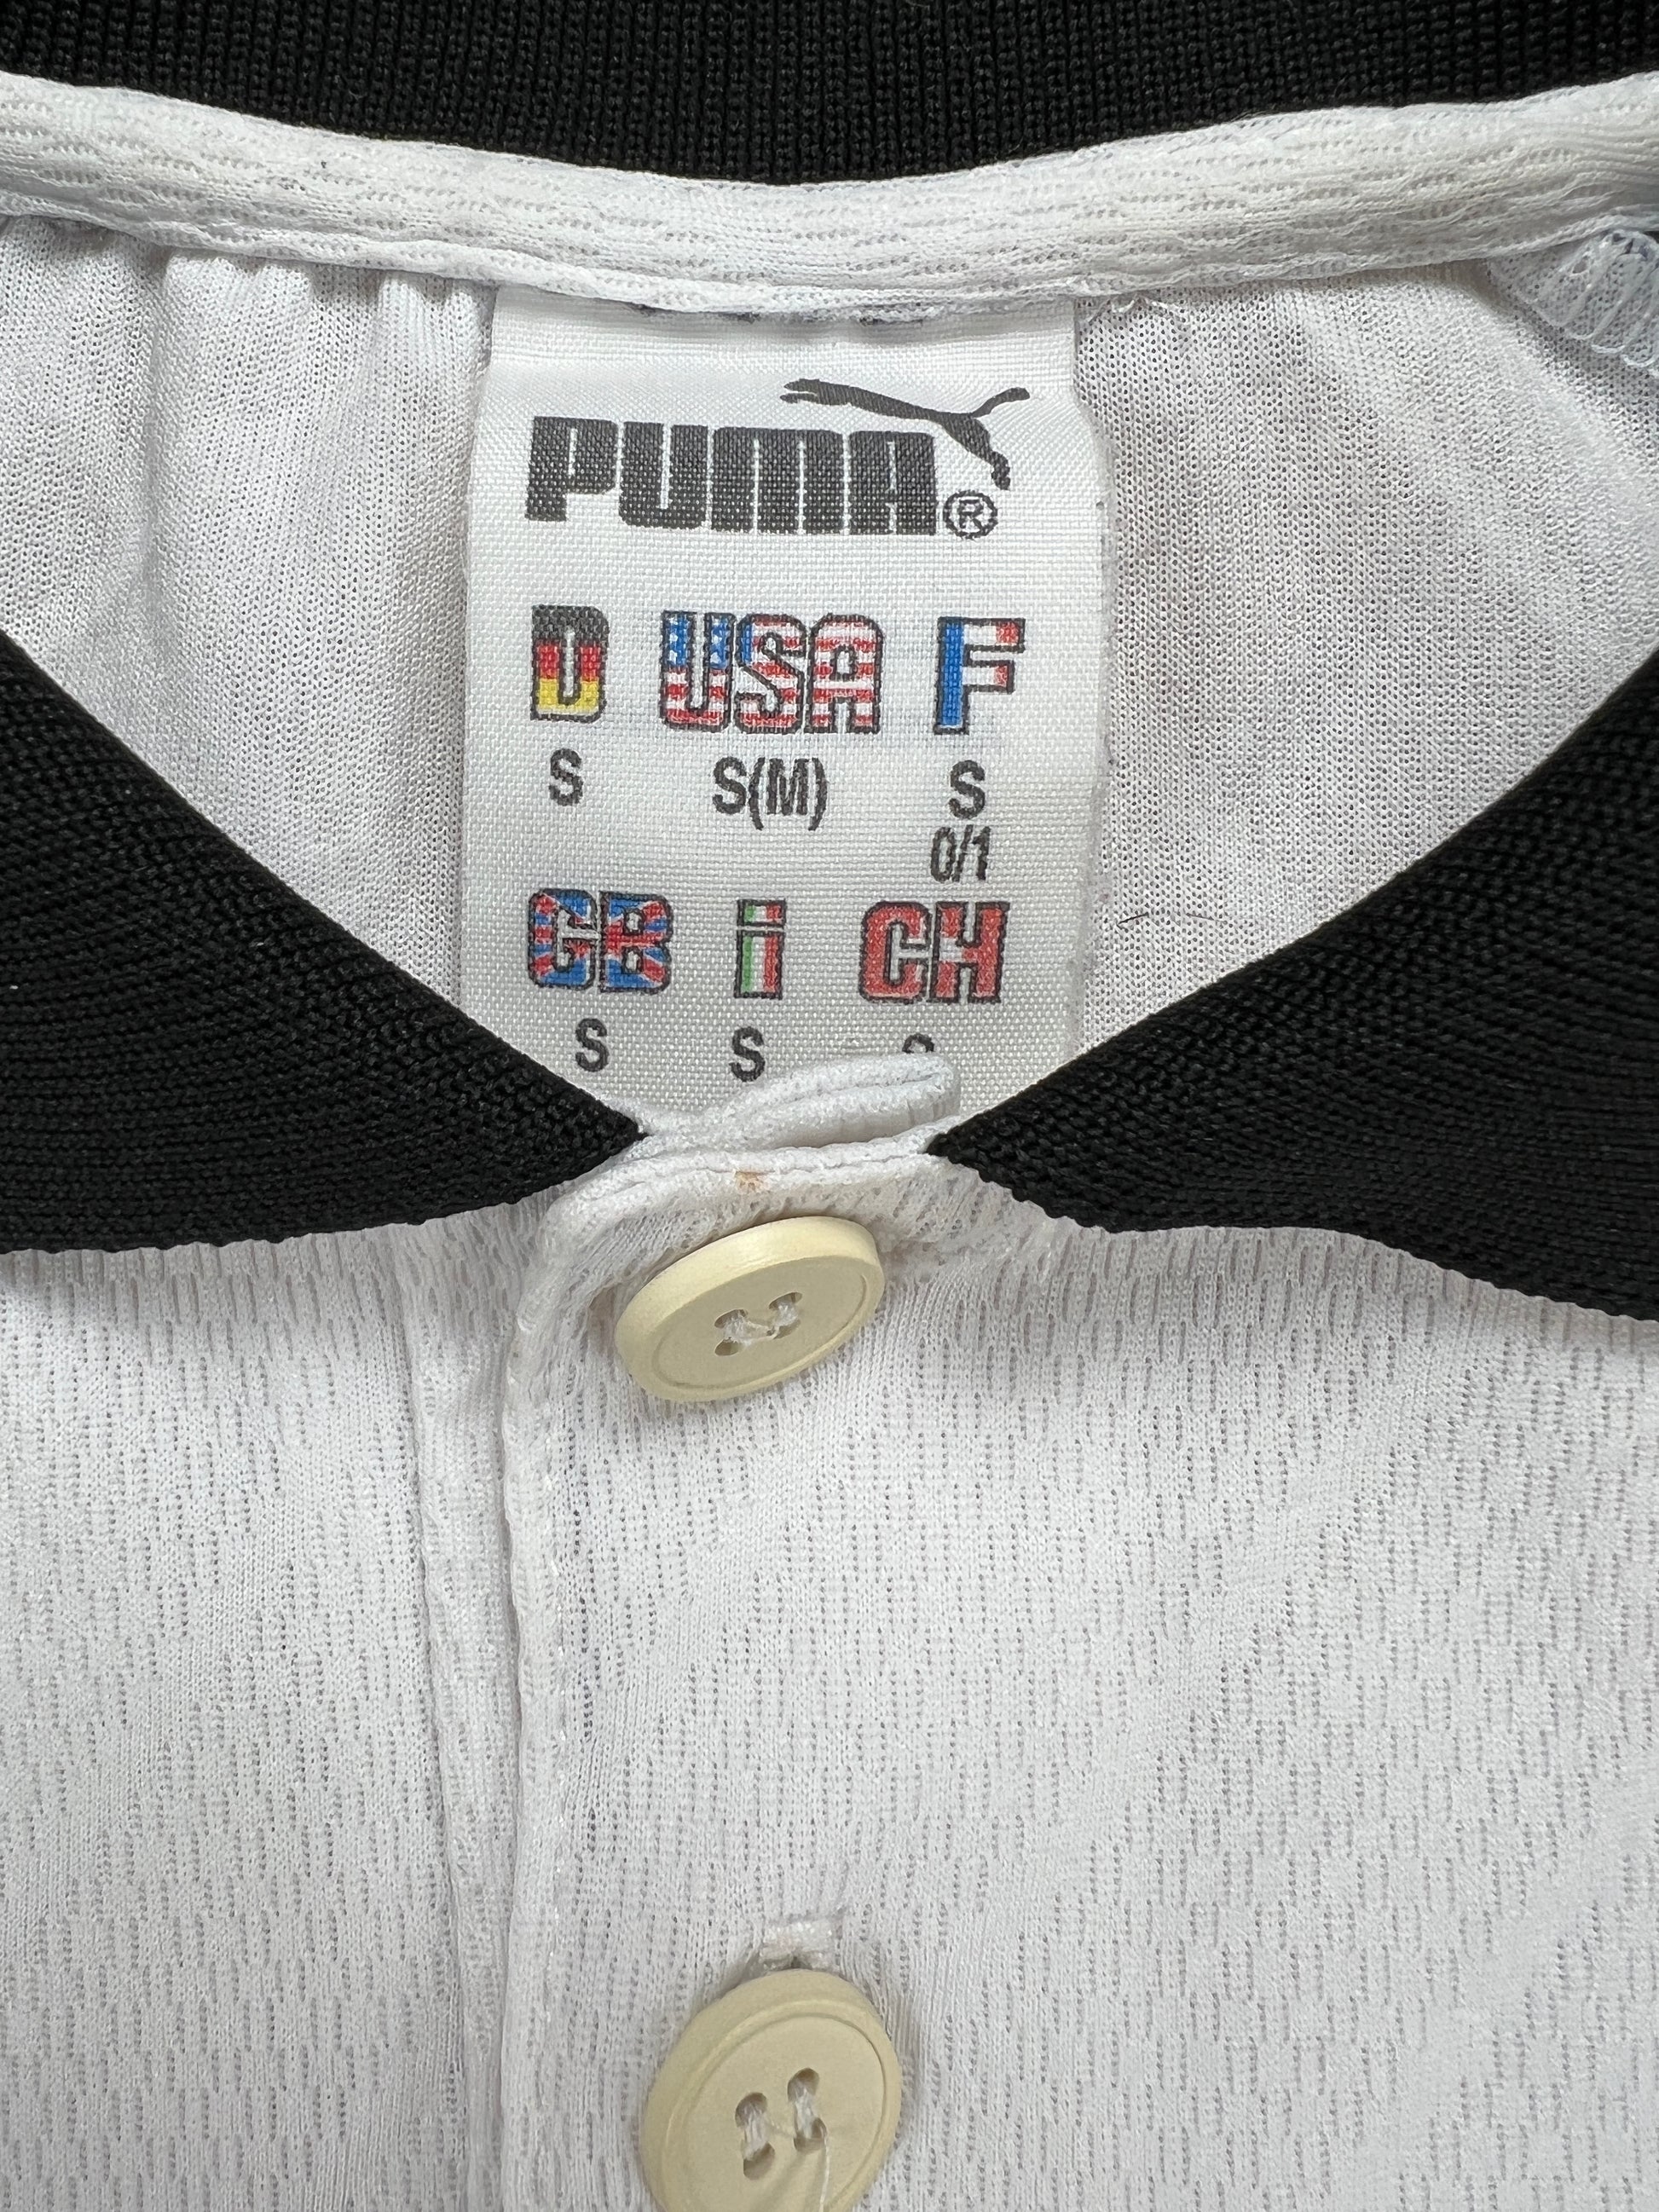 PUMA®
D USA F
S S(M) S
0/1
GB i CH
S S